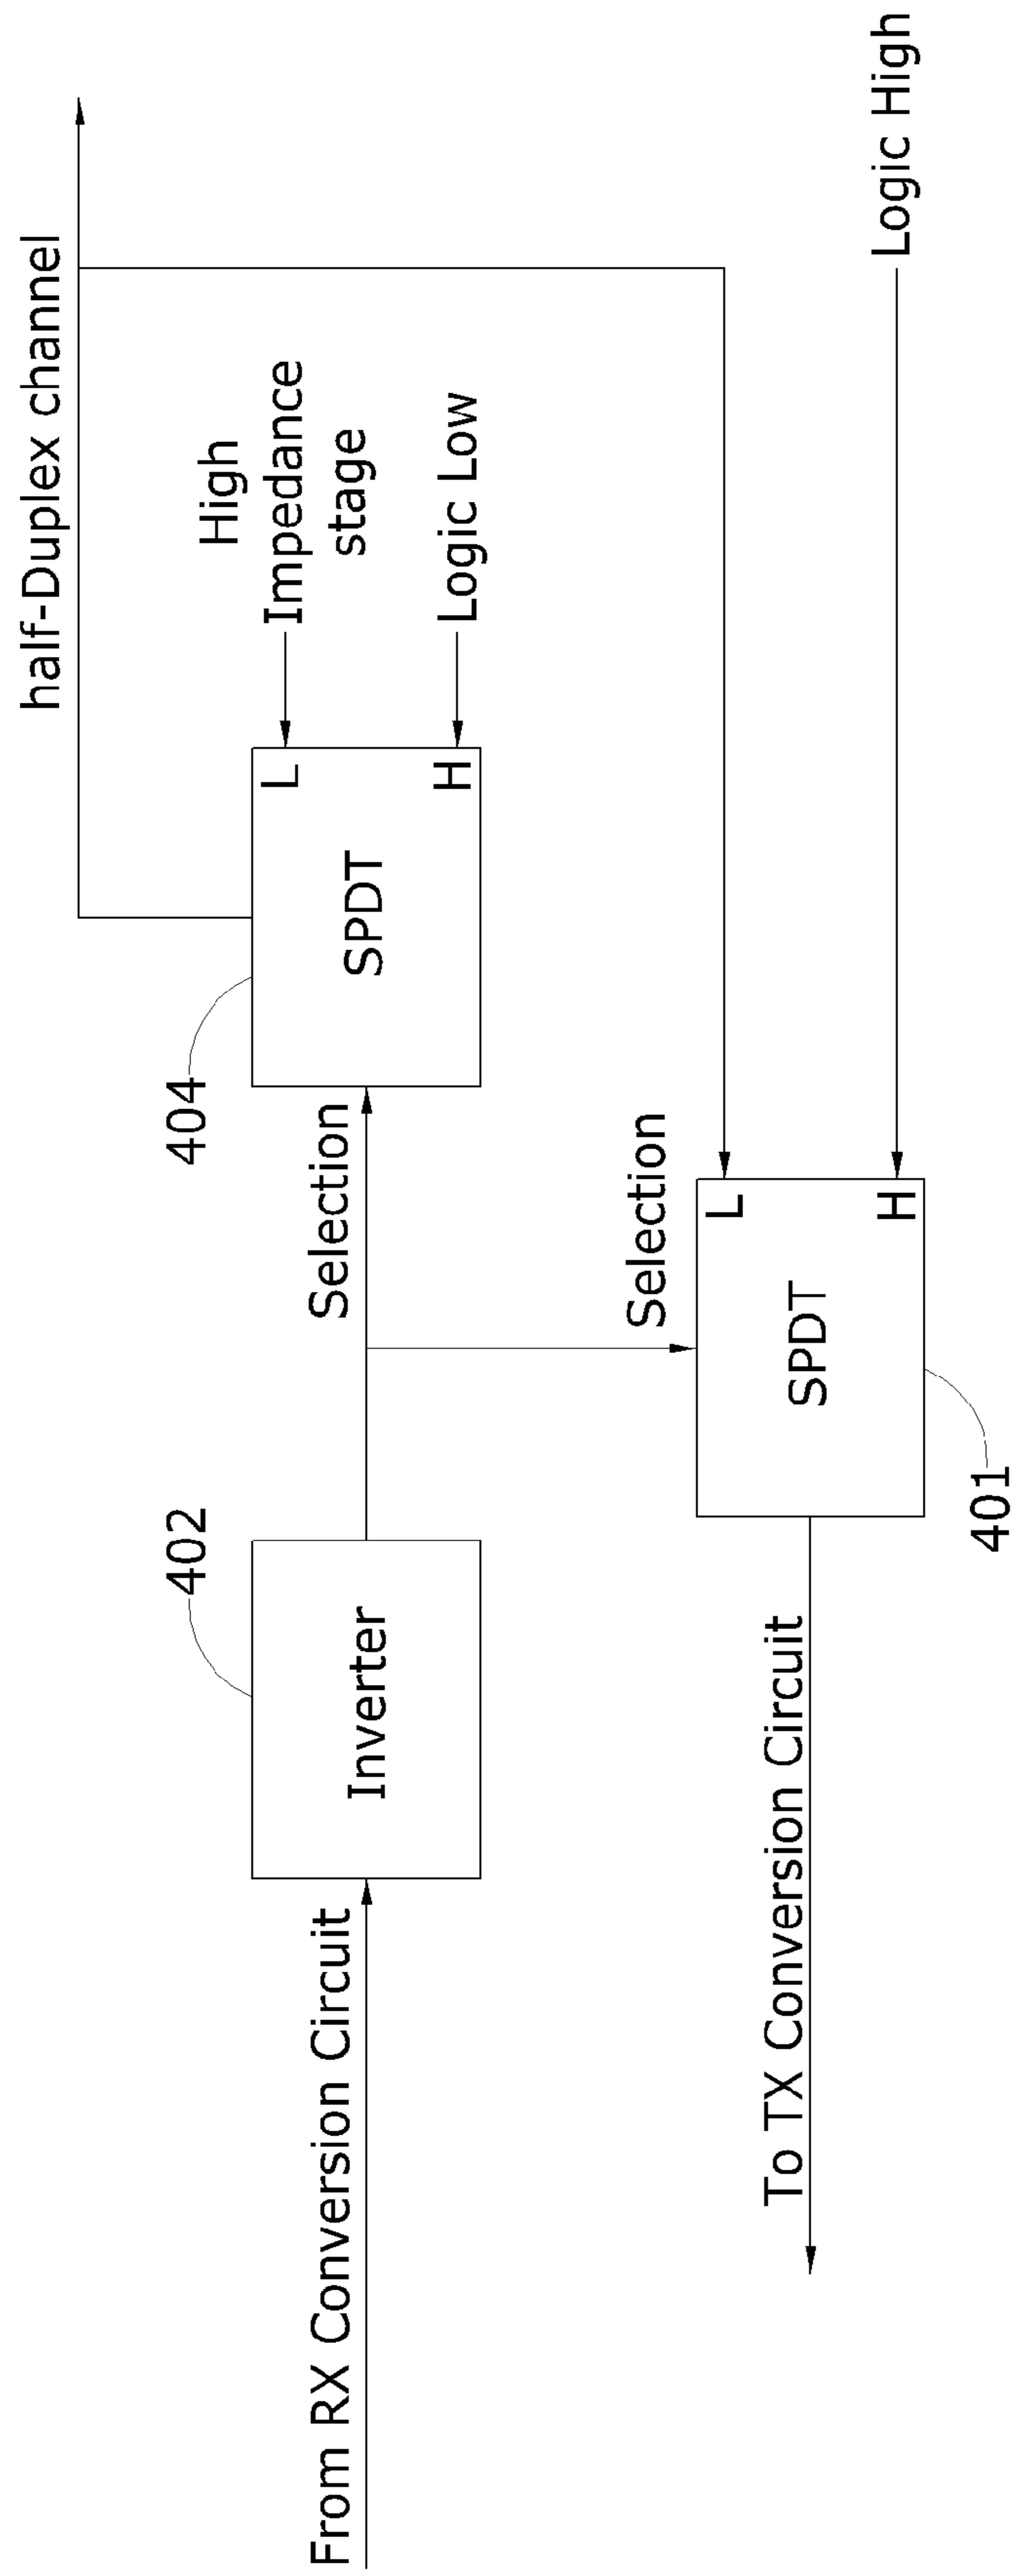 half-Duplex channel
404
High
Impedance
stage
L
Logic Low
H
SPDT
402
Selection
From RX Conversion Circuit
Inverter
Selection
L
Logic High
H
SPDT
To TX Conversion Circuit
401